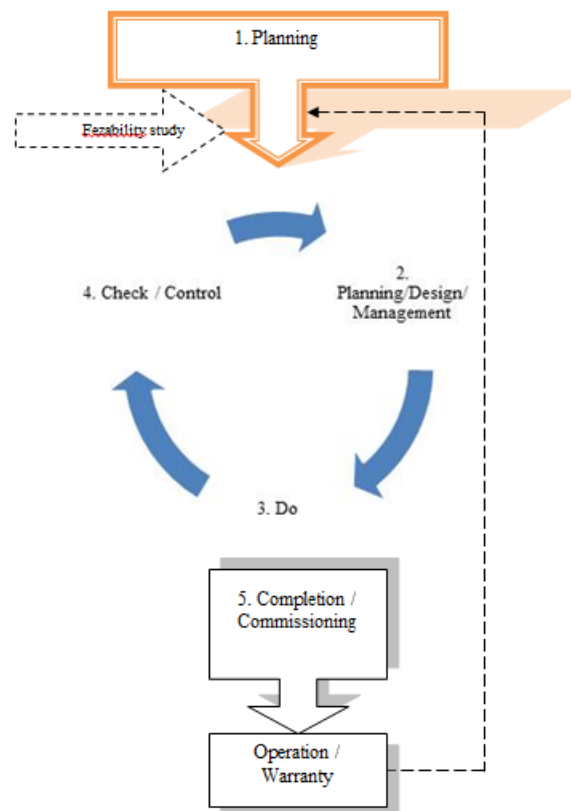 1. Planning
Fezability study
2.
Planning/Design/
Management
4. Check / Control
3. Do
5. Completion /
Commissioning
Operation /
Warranty